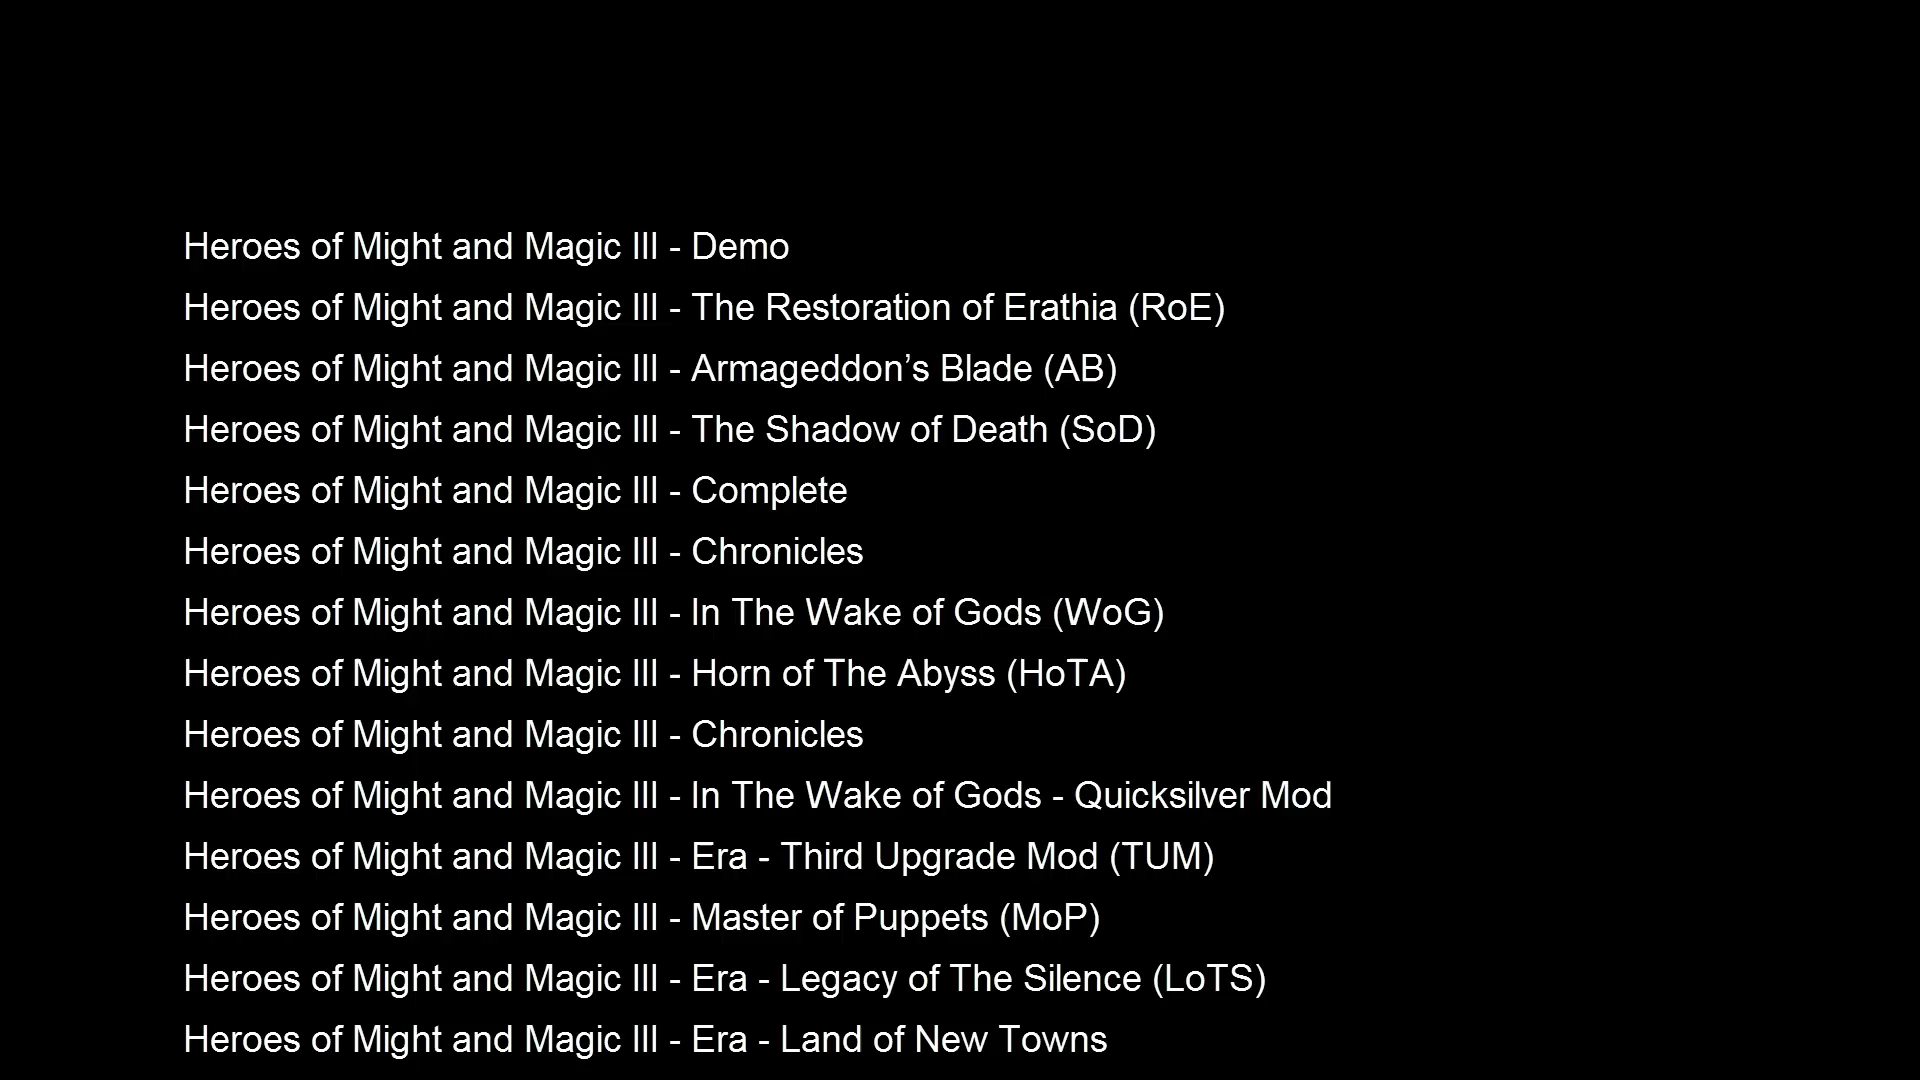 Heroes of Might and Magic III - Demo
Heroes of Might and Magic III - The Restoration of Erathia (RoE)
Heroes of Might and Magic III - Armageddon’s Blade (AB)
Heroes of Might and Magic III - The Shadow of Death (SoD)
Heroes of Might and Magic III - Complete
Heroes of Might and Magic III - Chronicles
Heroes of Might and Magic III - In The Wake of Gods (WoG)
Heroes of Might and Magic III - Horn of The Abyss (HoTA)
Heroes of Might and Magic III - Chronicles
Heroes of Might and Magic III - In The Wake of Gods - Quicksilver Mod
Heroes of Might and Magic III - Era - Third Upgrade Mod (TUM)
Heroes of Might and Magic III - Master of Puppets (MoP)
Heroes of Might and Magic III - Era - Legacy of The Silence (LoTS)
Heroes of Might and Magic III - Era - Land of New Towns